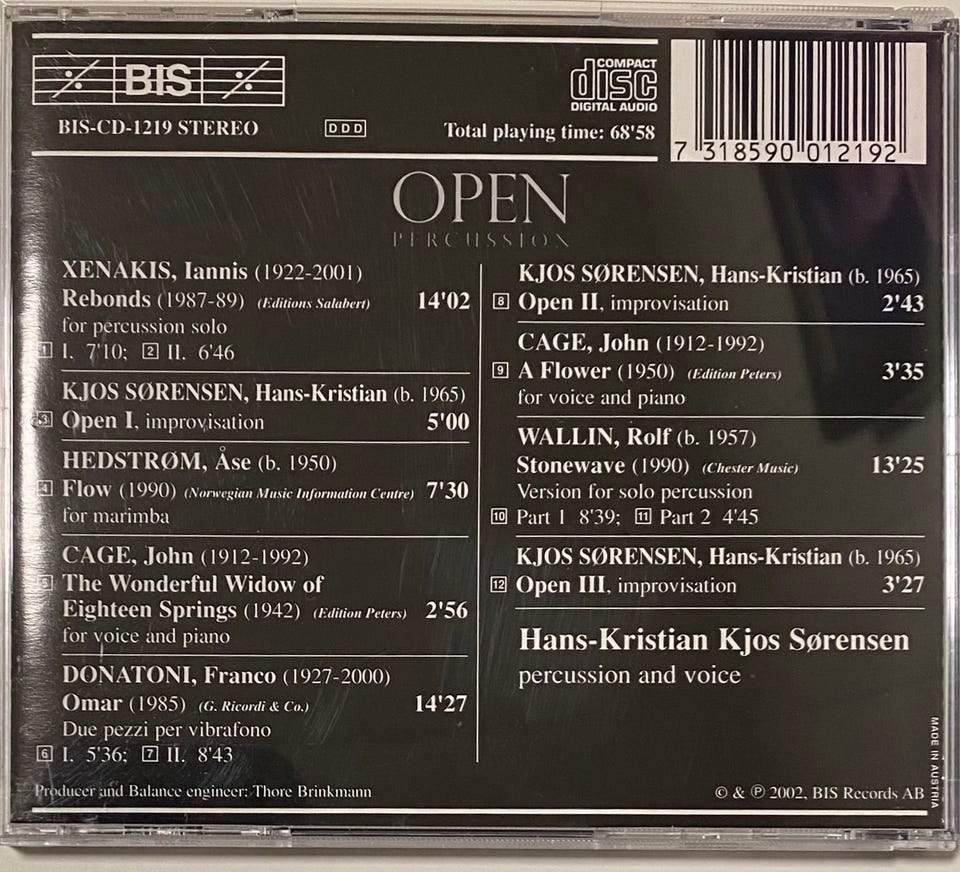 BIS
COMPACT
disc
DIGITAL AUDIO
BIS-CD-1219 STEREO
DDD
Total playing time: 68'58
7 318590 012192
OPEN
PERCUSSION
XENAKIS, Iannis (1922-2001)
Rebonds (1987-89) (Editions Salabert) 14'02
for percussion solo
1 I. 7'10; 2 II. 6'46
KJOS SØRENSEN, Hans-Kristian (b. 1965)
3 Open I, improvisation 5'00
HEDSTRØM, Åse (b. 1950)
4 Flow (1990) (Norwegian Music Information Centre) 7'30
for marimba
CAGE, John (1912-1992)
5 The Wonderful Widow of
Eighteen Springs (1942) (Edition Peters) 2'56
for voice and piano
DONATONI, Franco (1927-2000)
Omar (1985) (G. Ricordi & Co.) 14'27
Due pezzi per vibrafono
6 I. 5'36; 7 II. 8'43
KJOS SØRENSEN, Hans-Kristian (b. 1965)
8 Open II, improvisation 2'43
CAGE, John (1912-1992)
9 A Flower (1950) (Edition Peters) 3'35
for voice and piano
WALLIN, Rolf (b. 1957)
Stonewave (1990) (Chester Music) 13'25
Version for solo percussion
10 Part 1 8'39; 11 Part 2 4'45
KJOS SØRENSEN, Hans-Kristian (b. 1965)
12 Open III, improvisation 3'27
Hans-Kristian Kjos Sørensen
percussion and voice
Producer and Balance engineer: Thore Brinkmann
© & ℗ 2002, BIS Records AB
MADE IN AUSTRIA